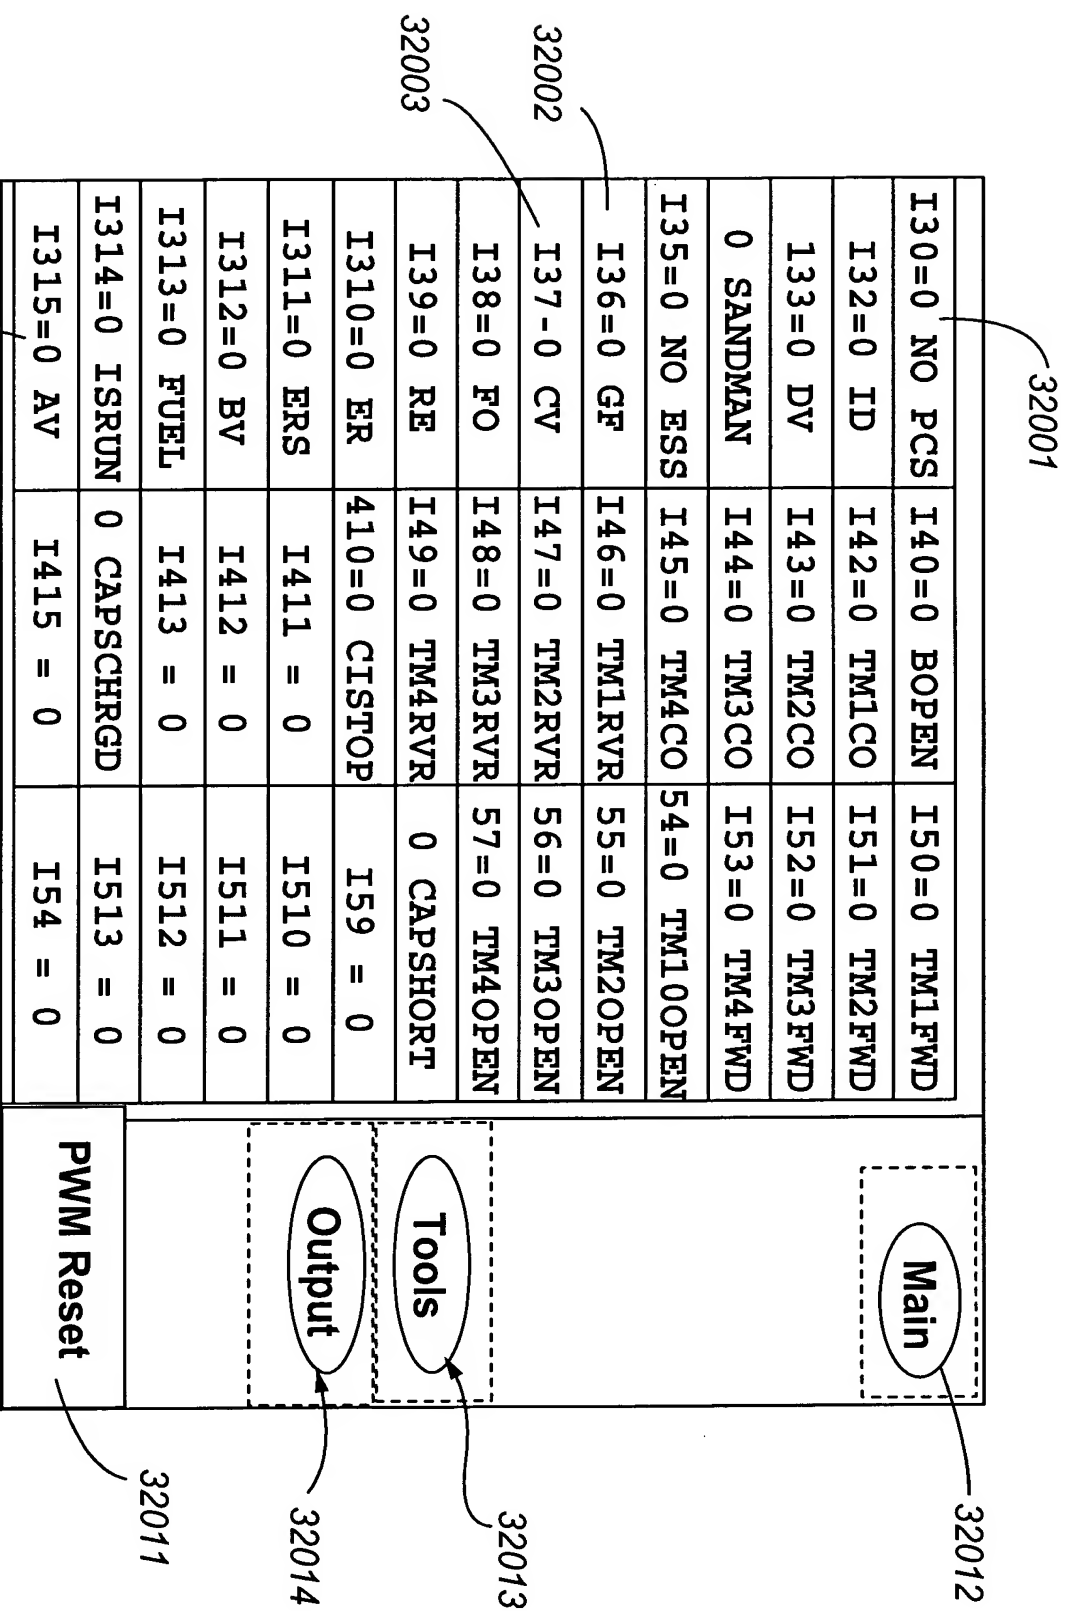 32001
32002
32003
I30=0 NO PCS I40=0 BOPEN I50=0 TM1FWD
I32=0 ID I42=0 TM1CO I51=0 TM2FWD
133=0 DV I43=0 TM2CO I52=0 TM3FWD
0 SANDMAN I44=0 TM3CO I53=0 TM4FWD
I35=0 NO ESS I45=0 TM4CO 54=0 TM1OOPEN
I36=0 GF I46=0 TM1RVR 55=0 TM2OPEN
I37-0 CV I47=0 TM2RVR 56=0 TM3OPEN
I38=0 FO I48=0 TM3RVR 57=0 TM4OPEN
I39=0 RE I49=0 TM4RVR 0 CAPSHORT
I310=0 ER 410=0 CISTOP I59 = 0
I311=0 ERS I411 = 0 I510 = 0
I312=0 BV I412 = 0 I511 = 0
I313=0 FUEL I413 = 0 I512 = 0
I314=0 ISRUN 0 CAPSCHRGD I513 = 0
I315=0 AV I415 = 0 I54 = 0
Main
Tools
Output
PWM Reset
32012
32013
32014
32011